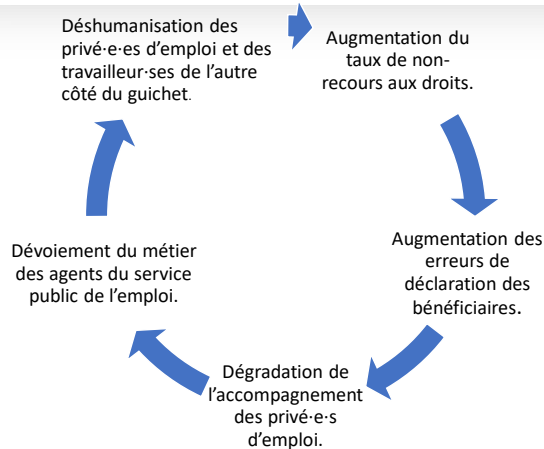 Déshumanisation des
privé·e·es d’emploi et des
travailleur·ses de l’autre
côté du guichet.
Augmentation du
taux de non-
recours aux droits.
Augmentation des
erreurs de
déclaration des
bénéficiaires.
Dégradation de
l’accompagnement
des privé·e·s
d’emploi.
Dévoiement du métier
des agents du service
public de l’emploi.